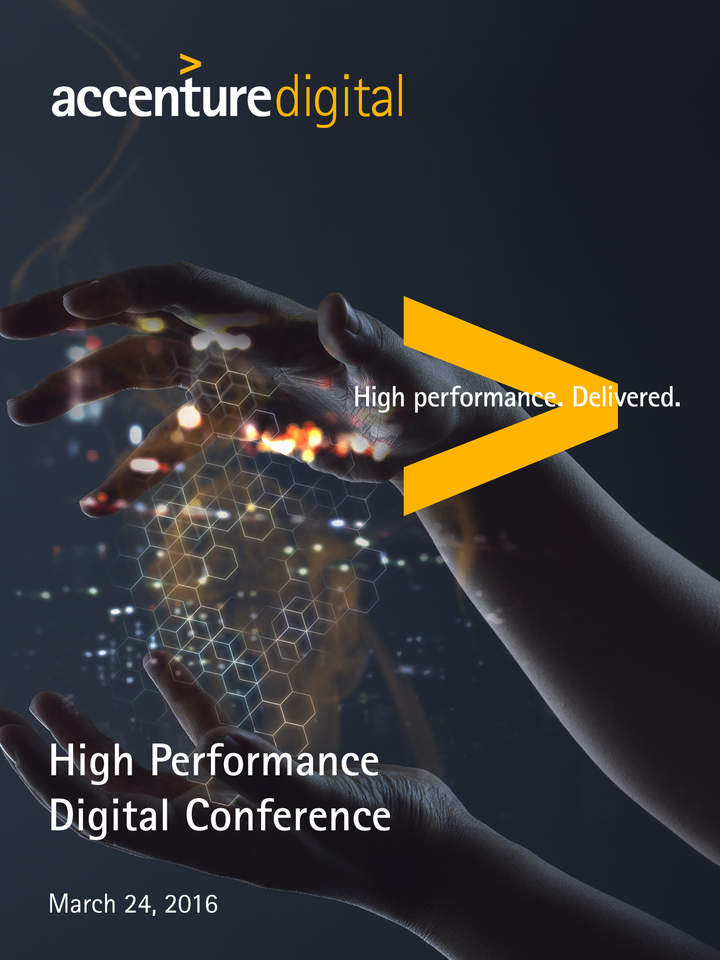 accenturedigital
High performance. Delivered.
High Performance
Digital Conference
March 24, 2016